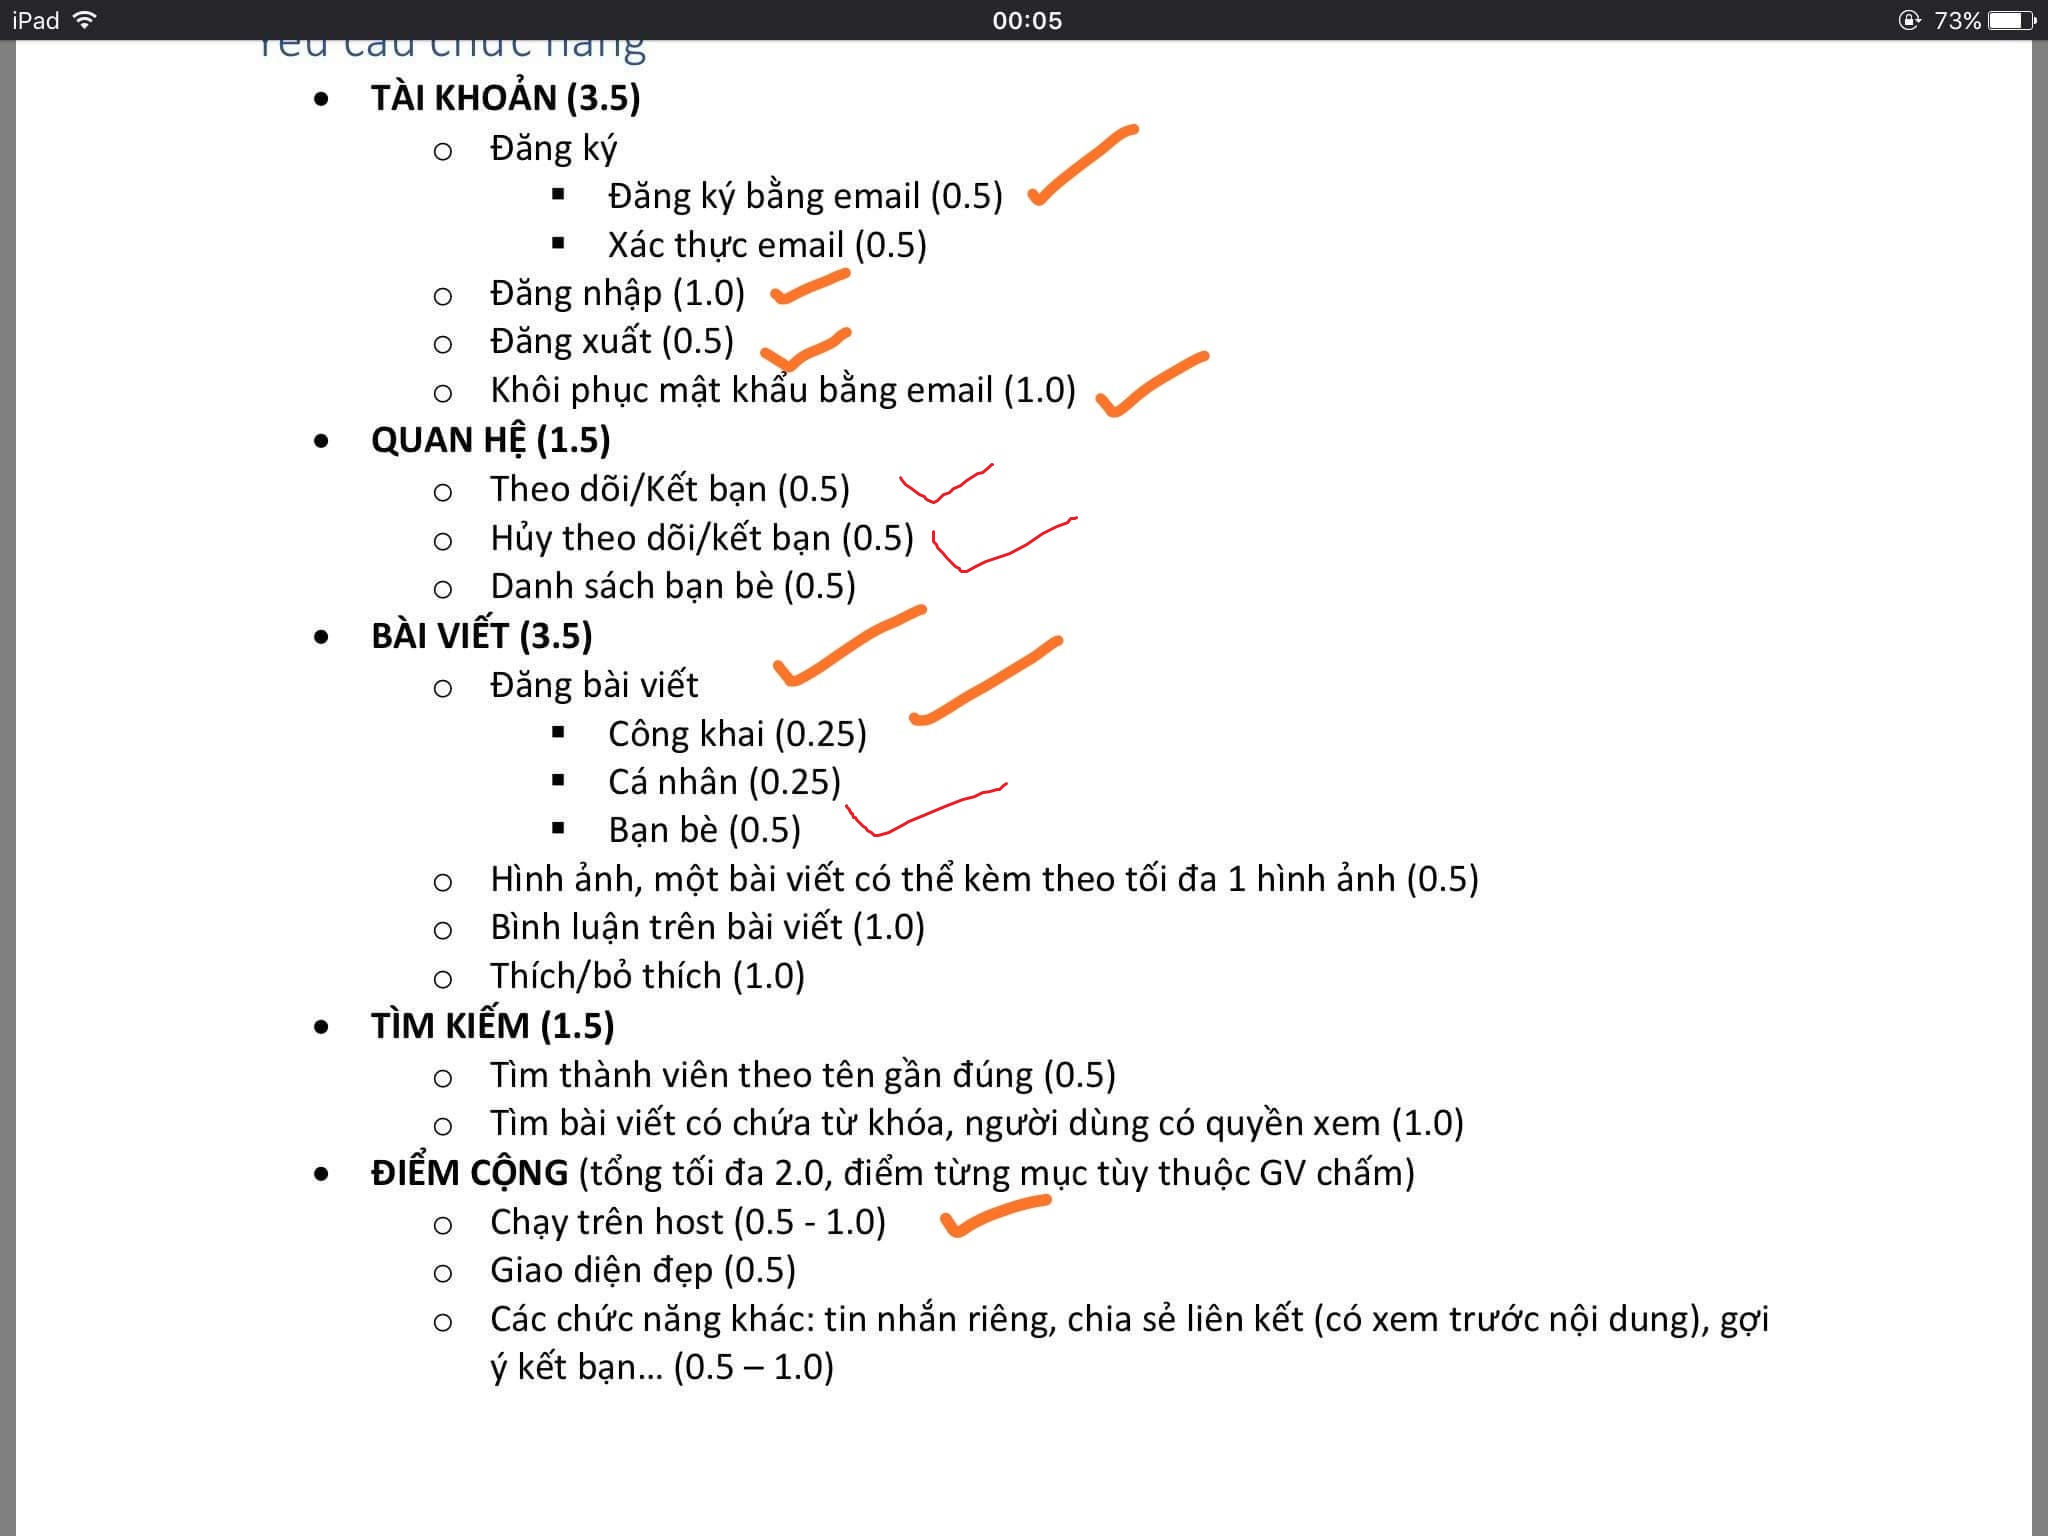 iPad 00:05 73%
Yêu cầu chức năng
• TÀI KHOẢN (3.5)
o Đăng ký
▪ Đăng ký bằng email (0.5)
▪ Xác thực email (0.5)
o Đăng nhập (1.0)
o Đăng xuất (0.5)
o Khôi phục mật khẩu bằng email (1.0)
• QUAN HỆ (1.5)
o Theo dõi/Kết bạn (0.5)
o Hủy theo dõi/kết bạn (0.5)
o Danh sách bạn bè (0.5)
• BÀI VIẾT (3.5)
o Đăng bài viết
▪ Công khai (0.25)
▪ Cá nhân (0.25)
▪ Bạn bè (0.5)
o Hình ảnh, một bài viết có thể kèm theo tối đa 1 hình ảnh (0.5)
o Bình luận trên bài viết (1.0)
o Thích/bỏ thích (1.0)
• TÌM KIẾM (1.5)
o Tìm thành viên theo tên gần đúng (0.5)
o Tìm bài viết có chứa từ khóa, người dùng có quyền xem (1.0)
• ĐIỂM CỘNG (tổng tối đa 2.0, điểm từng mục tùy thuộc GV chấm)
o Chạy trên host (0.5 - 1.0)
o Giao diện đẹp (0.5)
o Các chức năng khác: tin nhắn riêng, chia sẻ liên kết (có xem trước nội dung), gợi
ý kết bạn... (0.5 – 1.0)